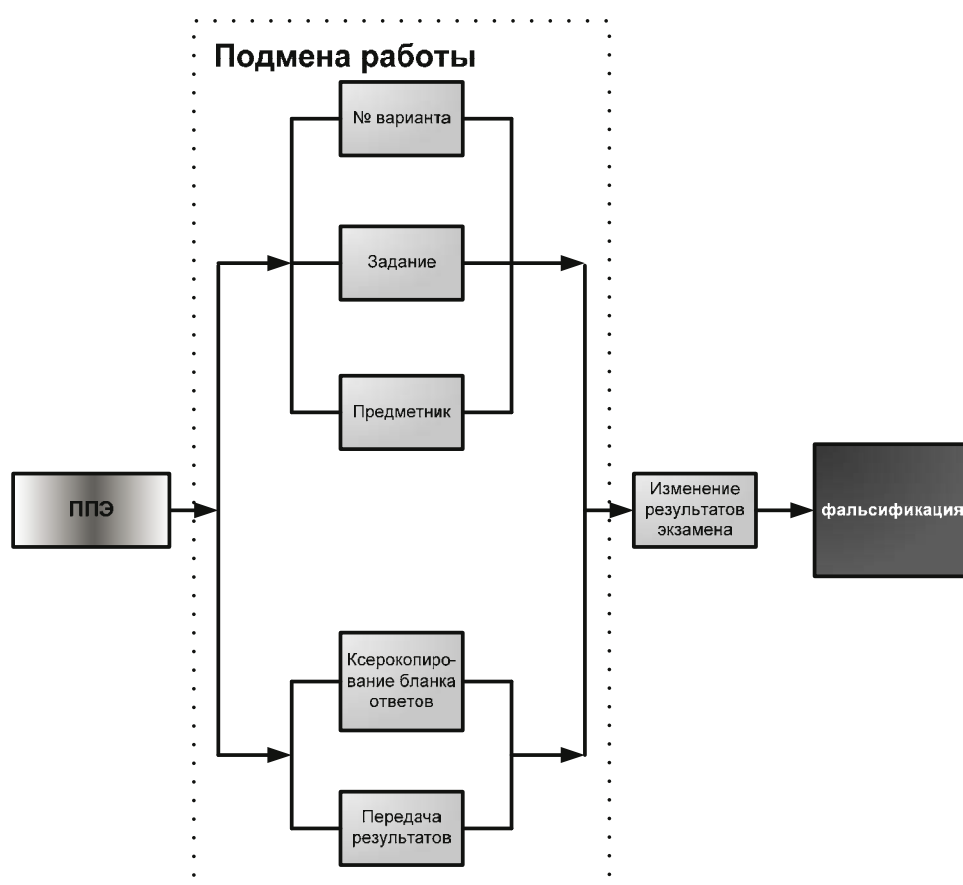 Подмена работы
№ варианта
Задание
Предметник
ППЭ
Изменение
результатов
экзамена
фальсификация
Ксерокопиро-
вание бланка
ответов
Передача
результатов